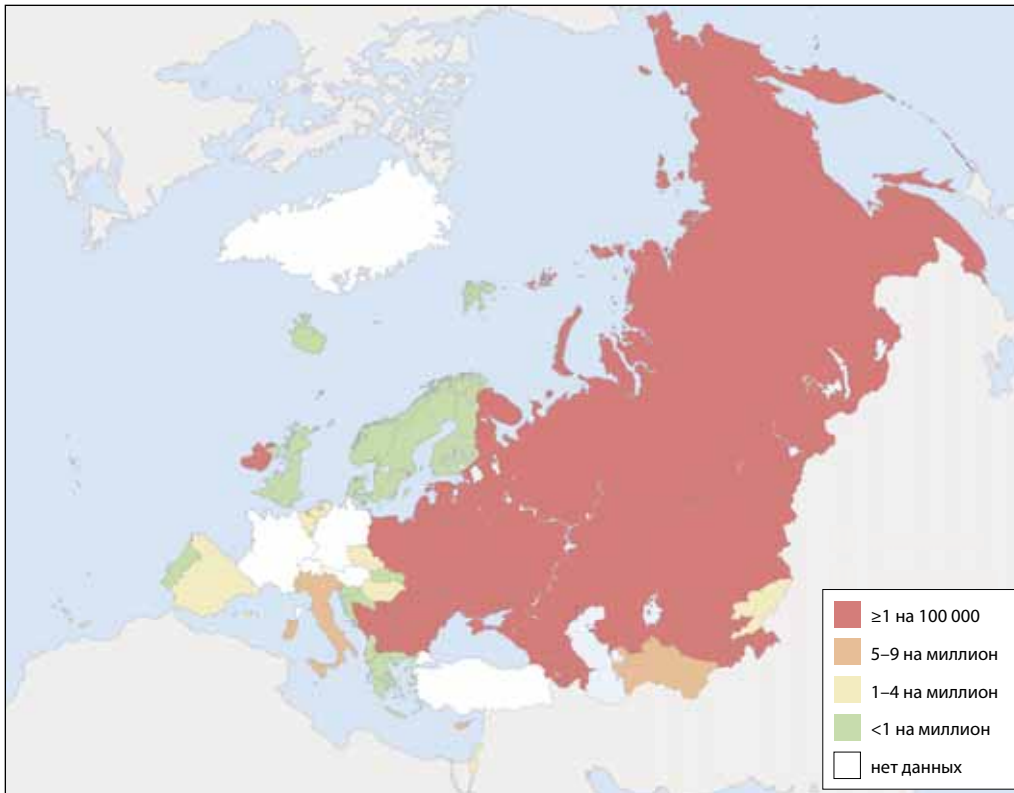 ≥1 на 100 000
5–9 на миллион
1–4 на миллион
<1 на миллион
нет данных